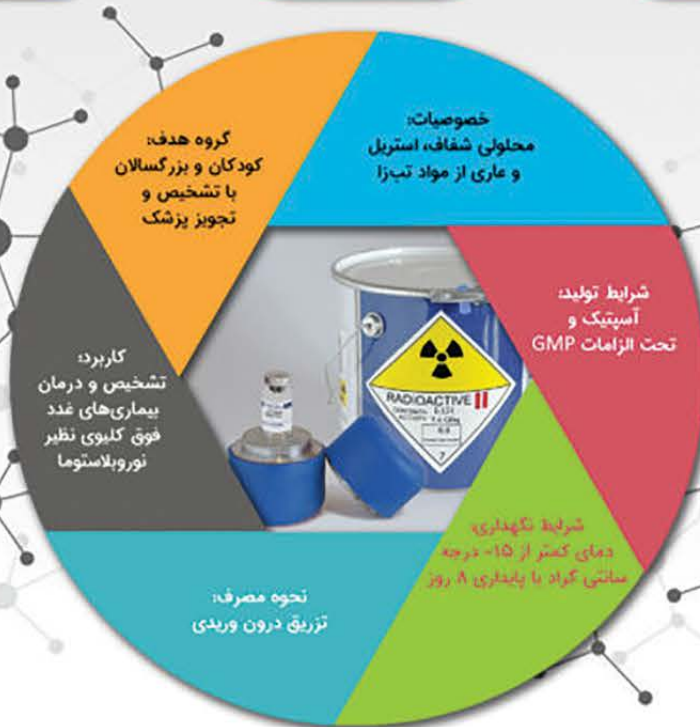 خصوصیات:
محلولی شفاف، استریل
و عاری از مواد تب‌زا
شرایط تولید:
آسپتیک و
تحت الزامات GMP
شرایط نگهداری:
دمای کمتر از ۱۵- درجه
سانتی گراد با پایداری ۸ روز
نحوه مصرف:
تزریق درون وریدی
کاربرد:
تشخیص و درمان
بیماری‌های غدد
فوق کلیوی نظیر
نوروبلاستوما
گروه هدف:
کودکان و بزرگسالان
با تشخیص و
تجویز پزشک
RADIOACTIVE II
7